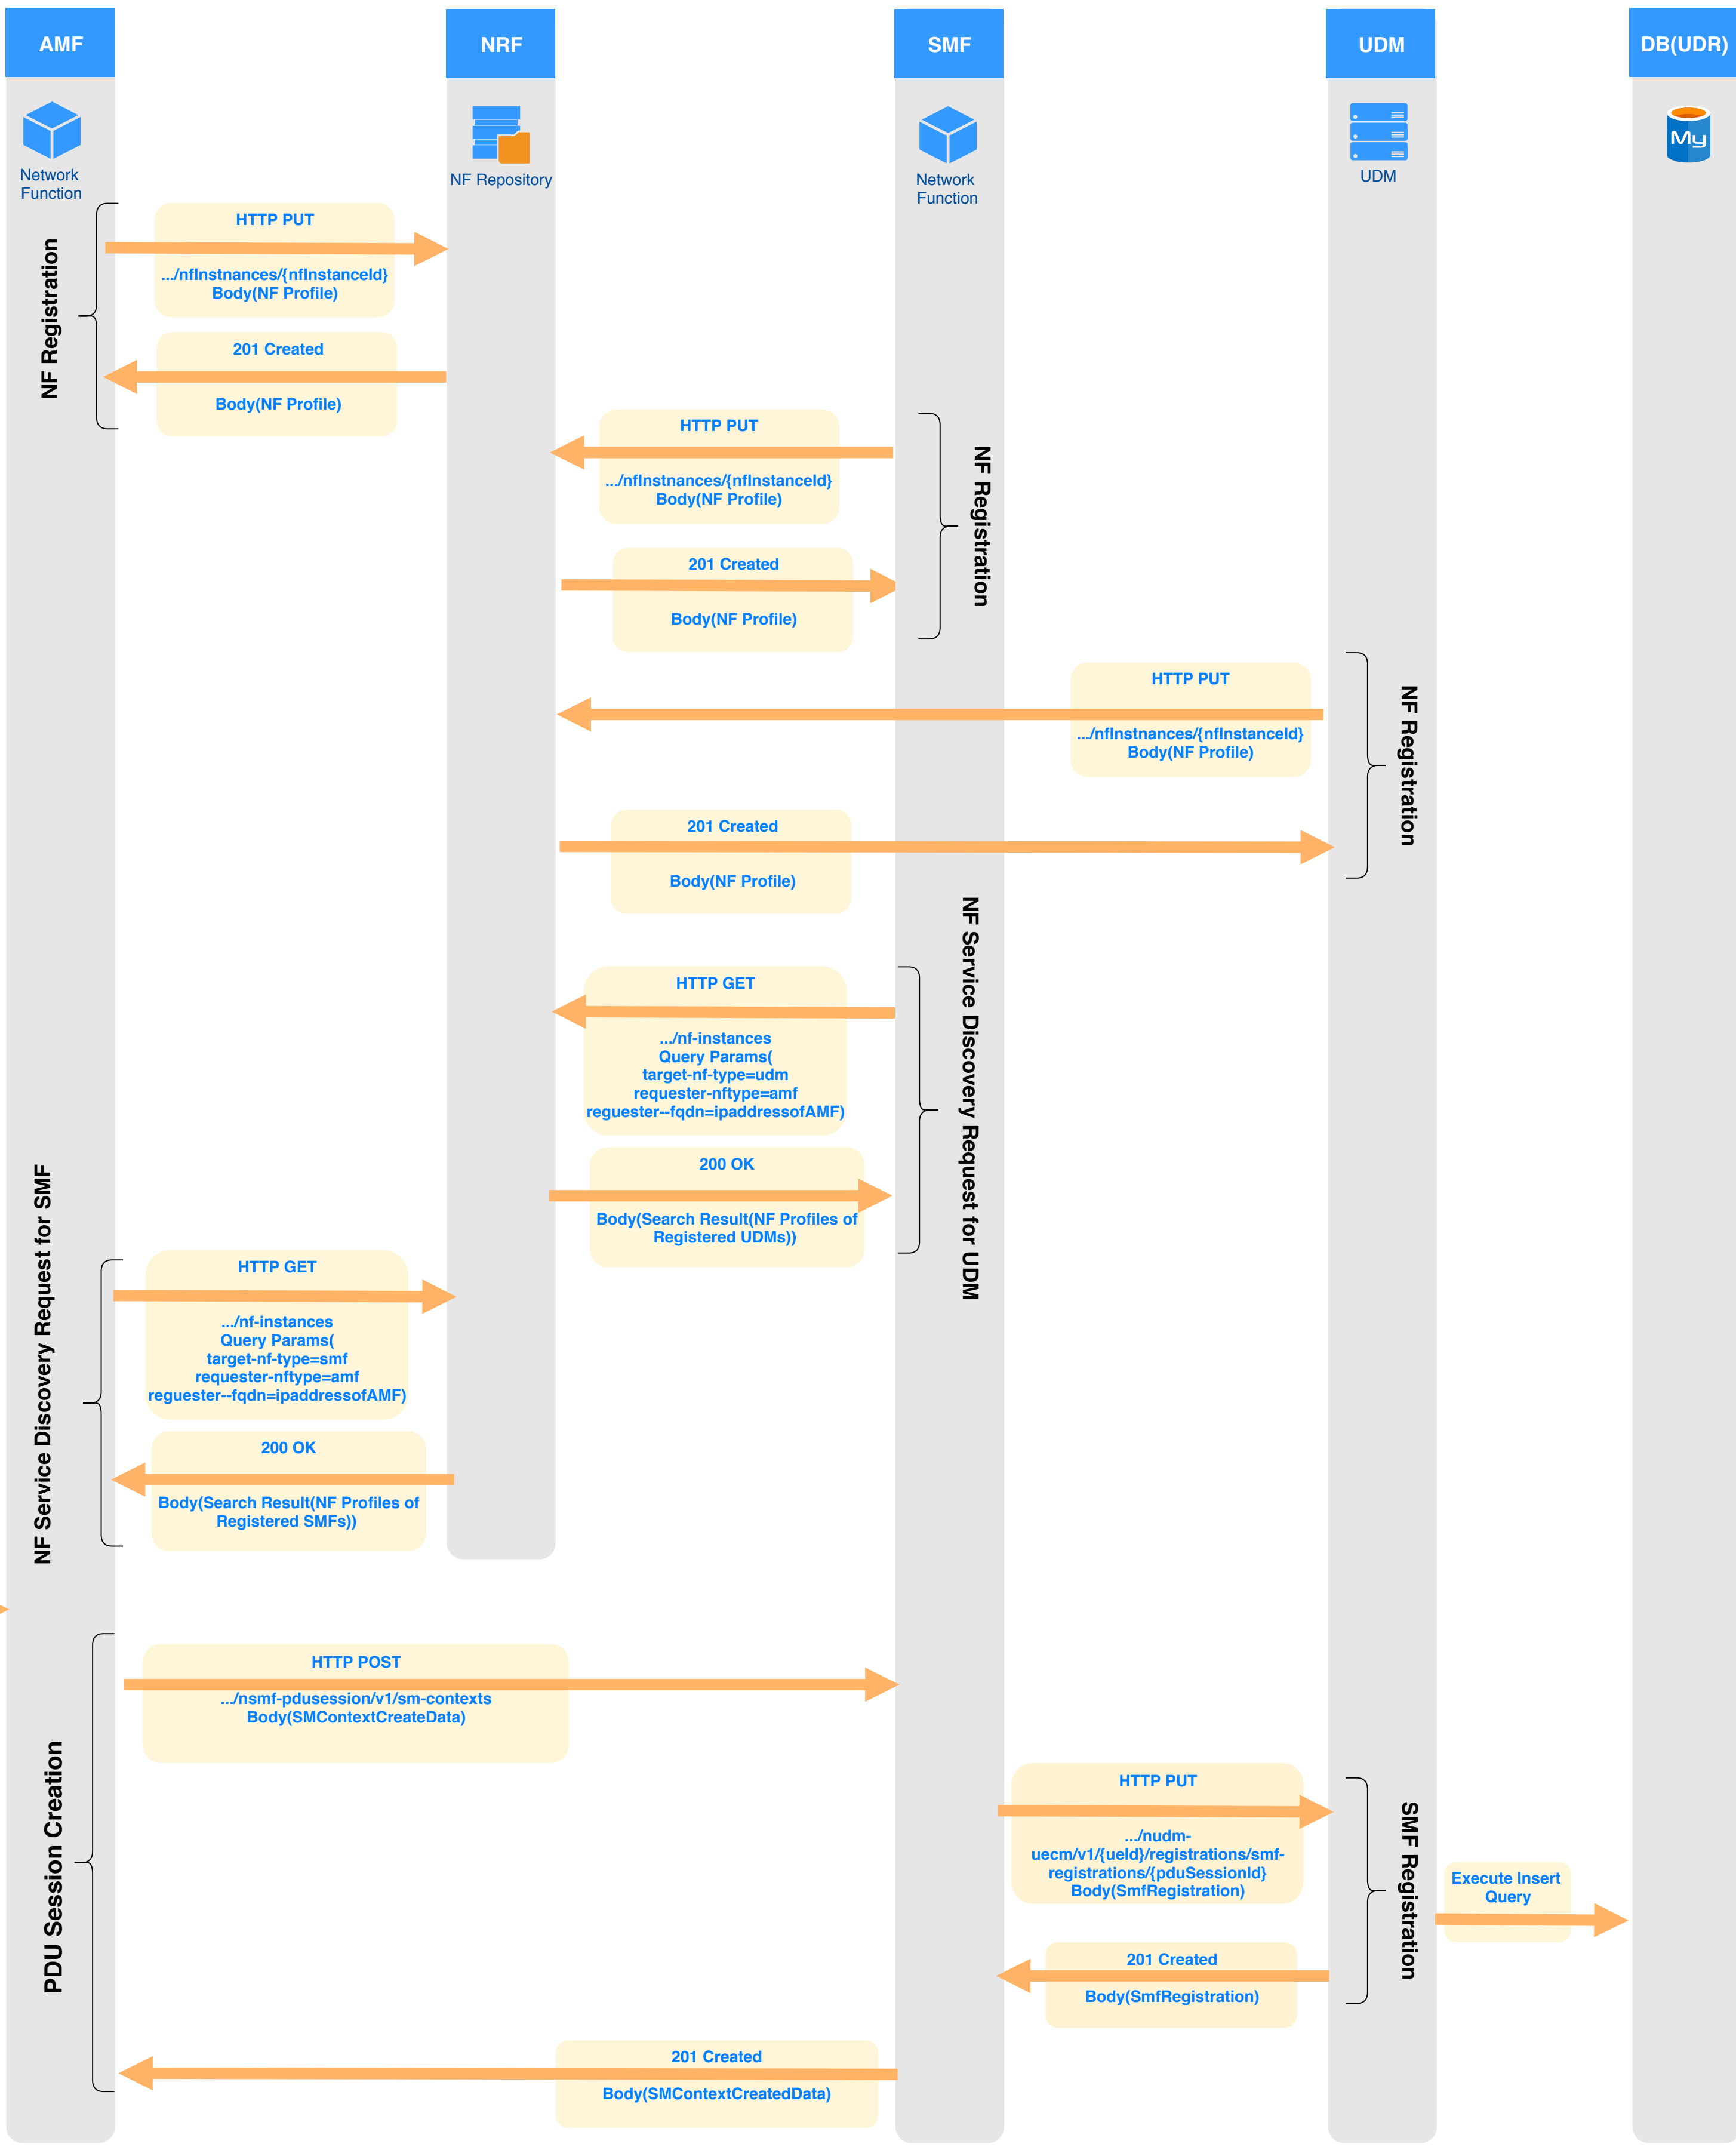 AMF
NRF
SMF
UDM
DB(UDR)
Network
Function
NF Repository
Network
Function
UDM
My
NF Registration
HTTP PUT
.../nfInstnances/{nfInstanceId}
Body(NF Profile)
201 Created
Body(NF Profile)
HTTP PUT
.../nfInstnances/{nfInstanceId}
Body(NF Profile)
NF Registration
201 Created
Body(NF Profile)
HTTP PUT
.../nfInstnances/{nfInstanceId}
Body(NF Profile)
NF Registration
201 Created
Body(NF Profile)
NF Service Discovery Request for UDM
HTTP GET
.../nf-instances
Query Params(
target-nf-type=udm
requester-nftype=amf
reguester--fqdn=ipaddressofAMF)
200 OK
Body(Search Result(NF Profiles of
Registered UDMs))
NF Service Discovery Request for SMF
HTTP GET
.../nf-instances
Query Params(
target-nf-type=smf
requester-nftype=amf
reguester--fqdn=ipaddressofAMF)
200 OK
Body(Search Result(NF Profiles of
Registered SMFs))
PDU Session Creation
HTTP POST
.../nsmf-pdusession/v1/sm-contexts
Body(SMContextCreateData)
HTTP PUT
.../nudm-
uecm/v1/{ueId}/registrations/smf-
registrations/{pduSessionId}
Body(SmfRegistration)
SMF Registration
Execute Insert
Query
201 Created
Body(SmfRegistration)
201 Created
Body(SMContextCreatedData)